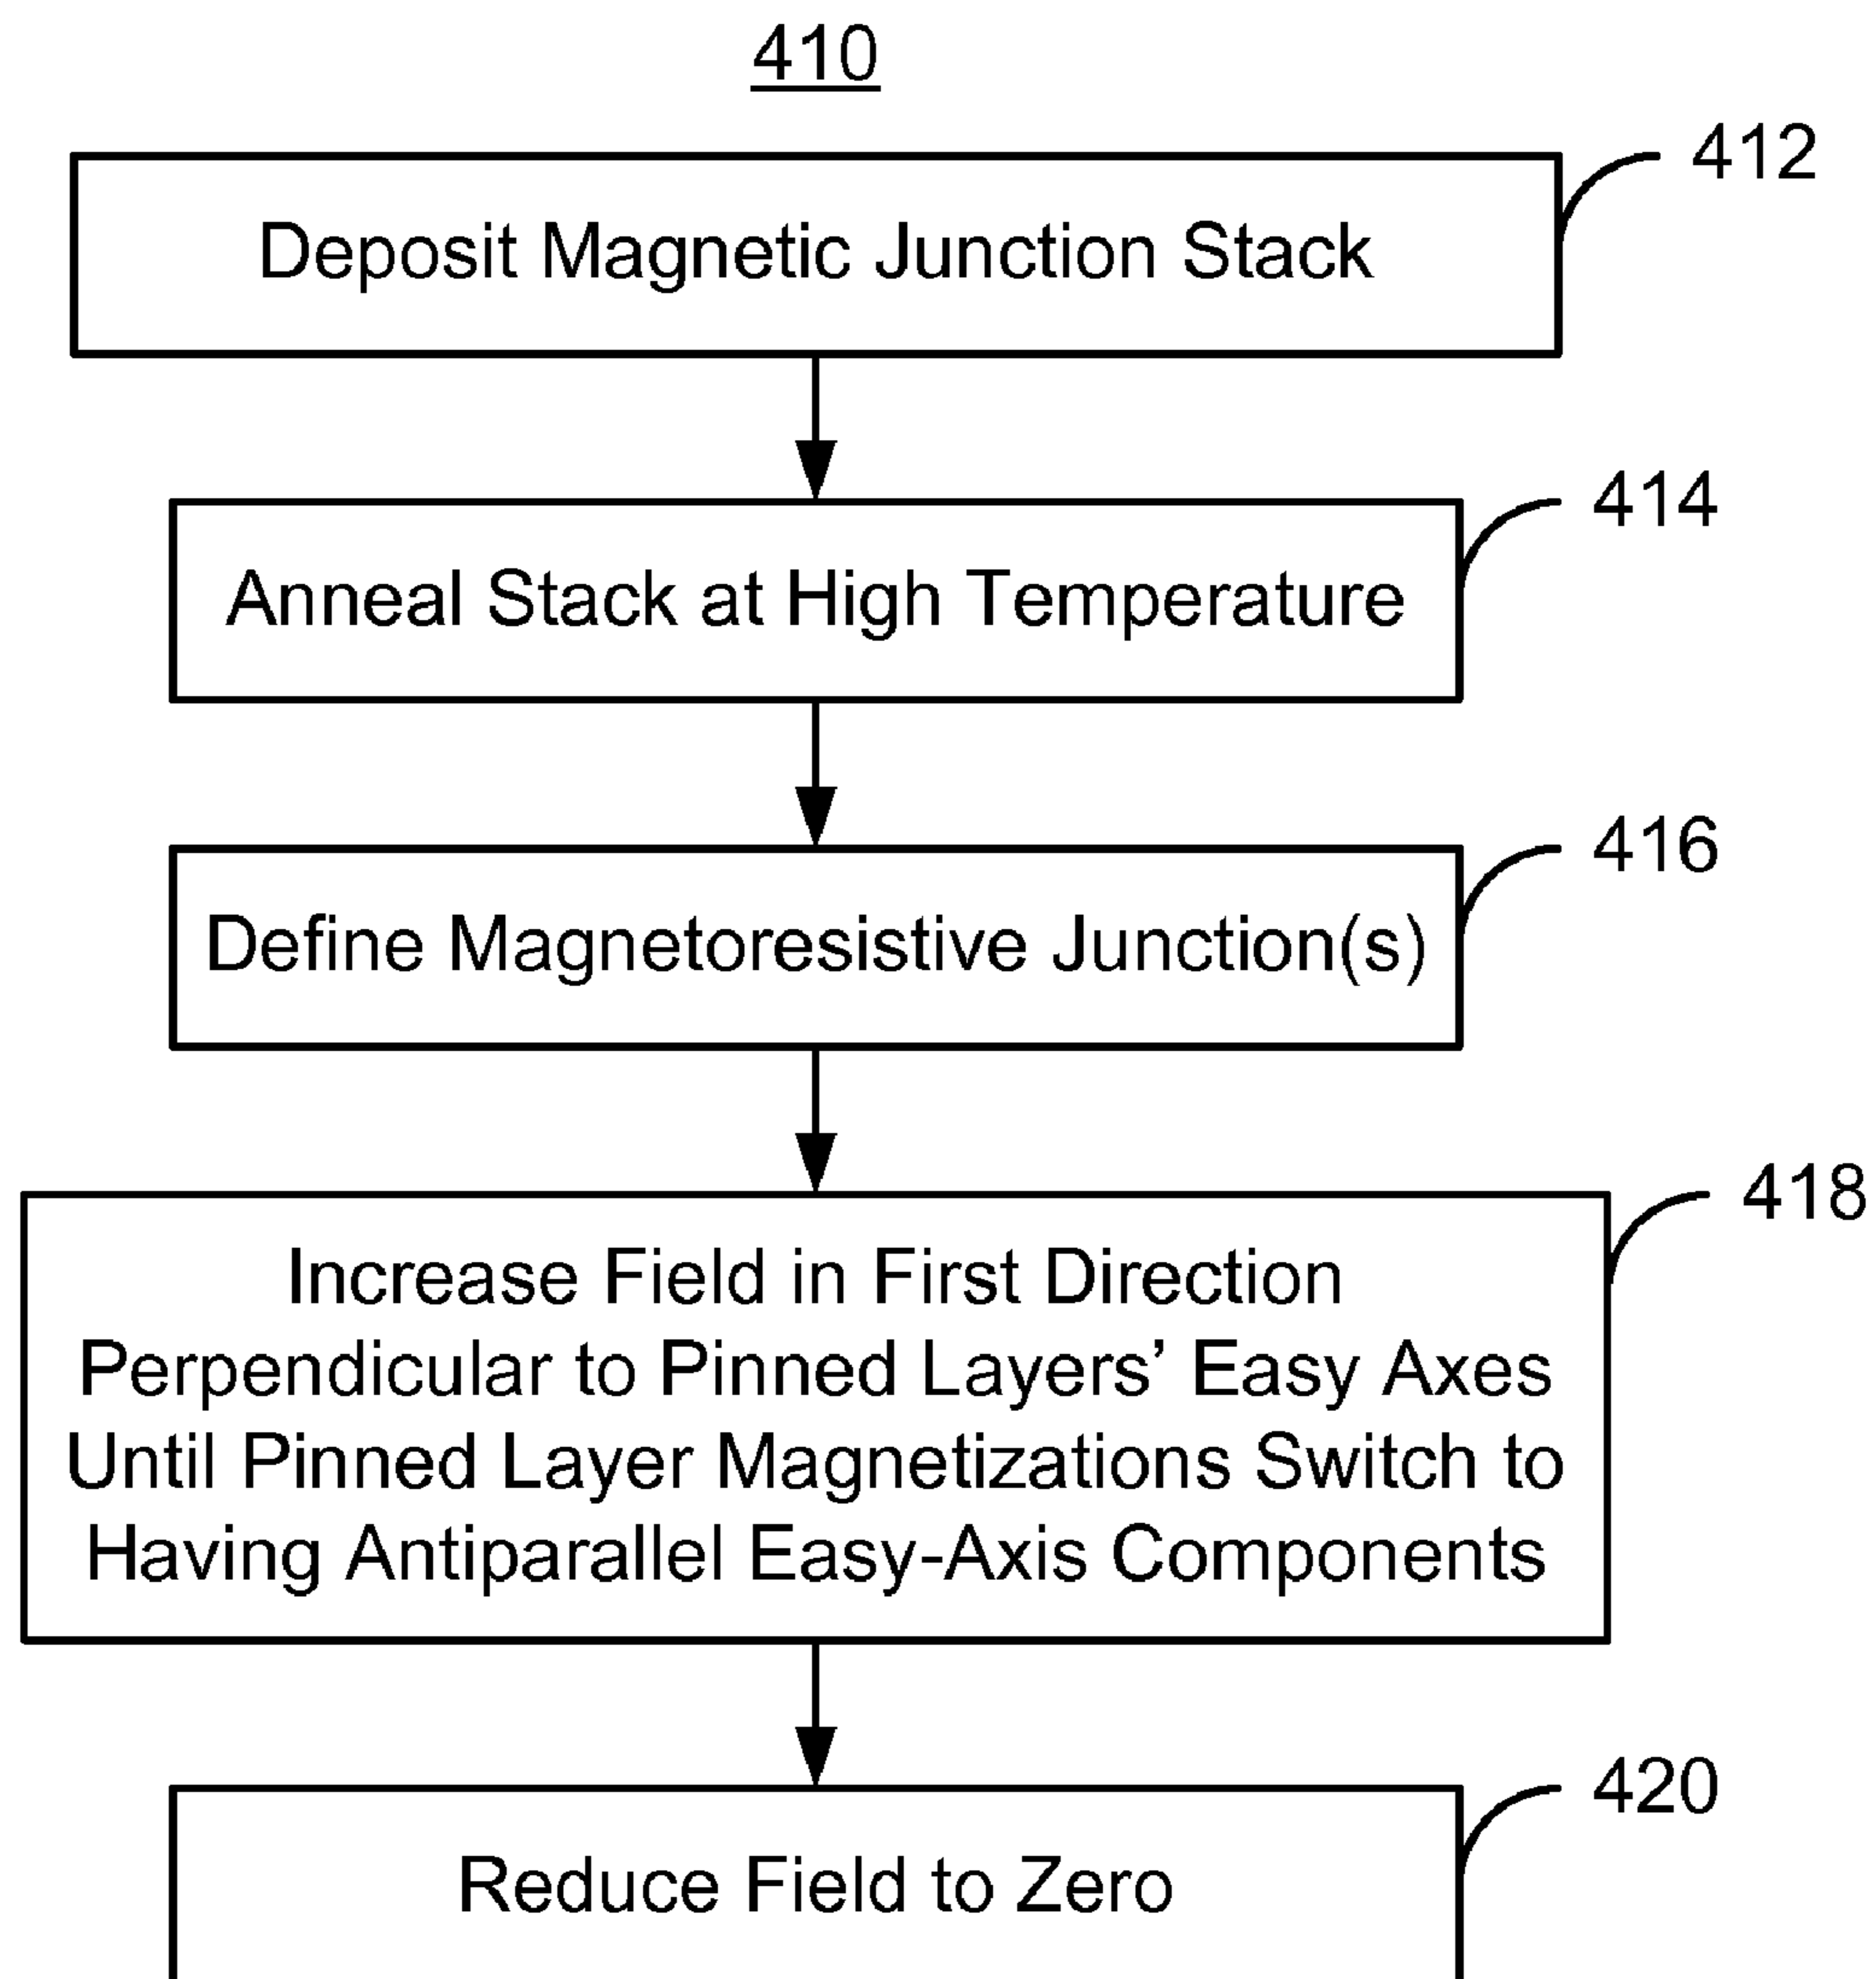 410
412
Deposit Magnetic Junction Stack
414
Anneal Stack at High Temperature
416
Define Magnetoresistive Junction(s)
418
Increase Field in First Direction
Perpendicular to Pinned Layers’ Easy Axes
Until Pinned Layer Magnetizations Switch to
Having Antiparallel Easy-Axis Components
420
Reduce Field to Zero